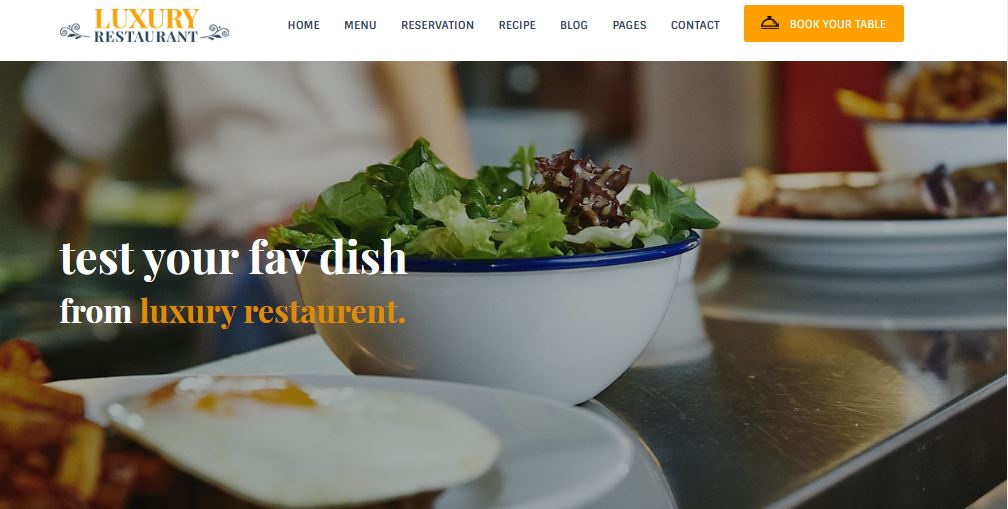 LUXURY
RESTAURANT
HOME MENU RESERVATION RECIPE BLOG PAGES CONTACT BOOK YOUR TABLE
test your fav dish
from luxury restaurent.